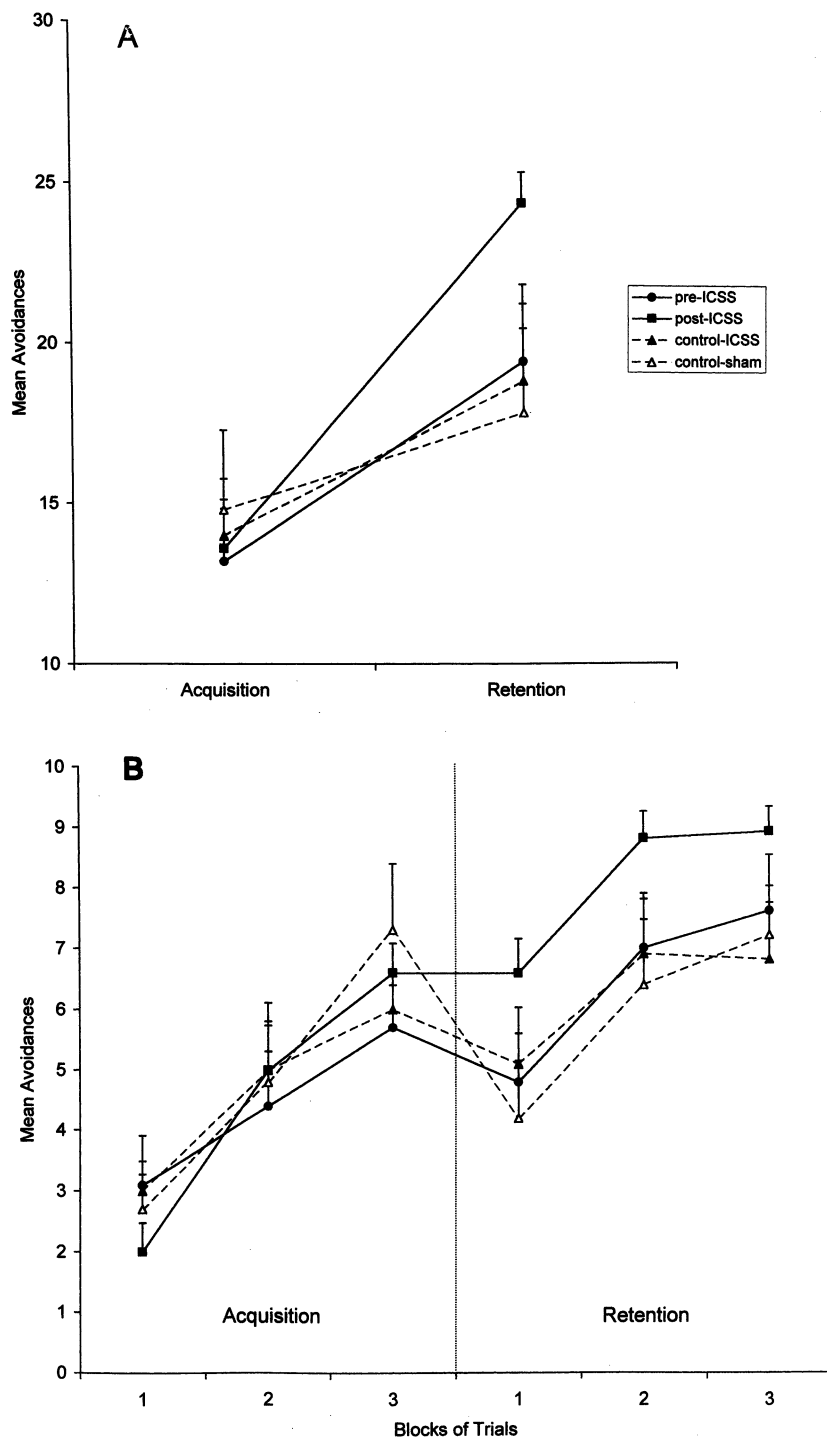 A
30
25
20
15
10
Mean Avoidances
pre-ICSS
post-ICSS
control-ICSS
control-sham
Acquisition Retention
B
10
9
8
7
6
5
4
3
2
1
0
Mean Avoidances
Acquisition Retention
1 2 3 1 2 3
Blocks of Trials